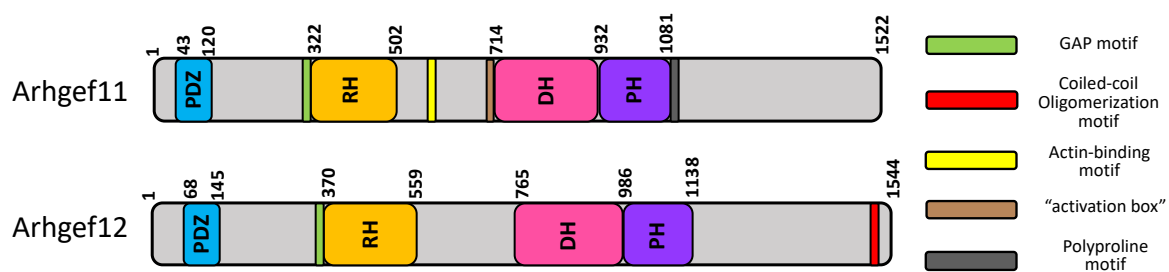 1 43 120 322 502 714 932 1081 1522
Arhgef11 PDZ RH DH PH
1 68 145 370 559 765 986 1138 1544
Arhgef12 PDZ RH DH PH
GAP motif
Coiled-coil
Oligomerization
motif
Actin-binding
motif
“activation box”
Polyproline
motif